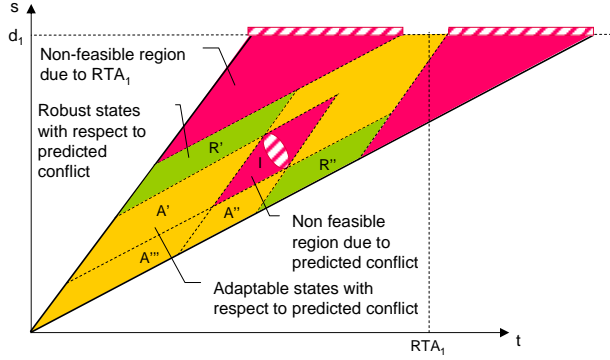 s
d1
Non-feasible region
due to RTA1
Robust states
with respect to
predicted
conflict
R'
I
R''
A'
A''
A'''
Non feasible
region due to
predicted conflict
Adaptable states with
respect to predicted conflict
RTA1
t